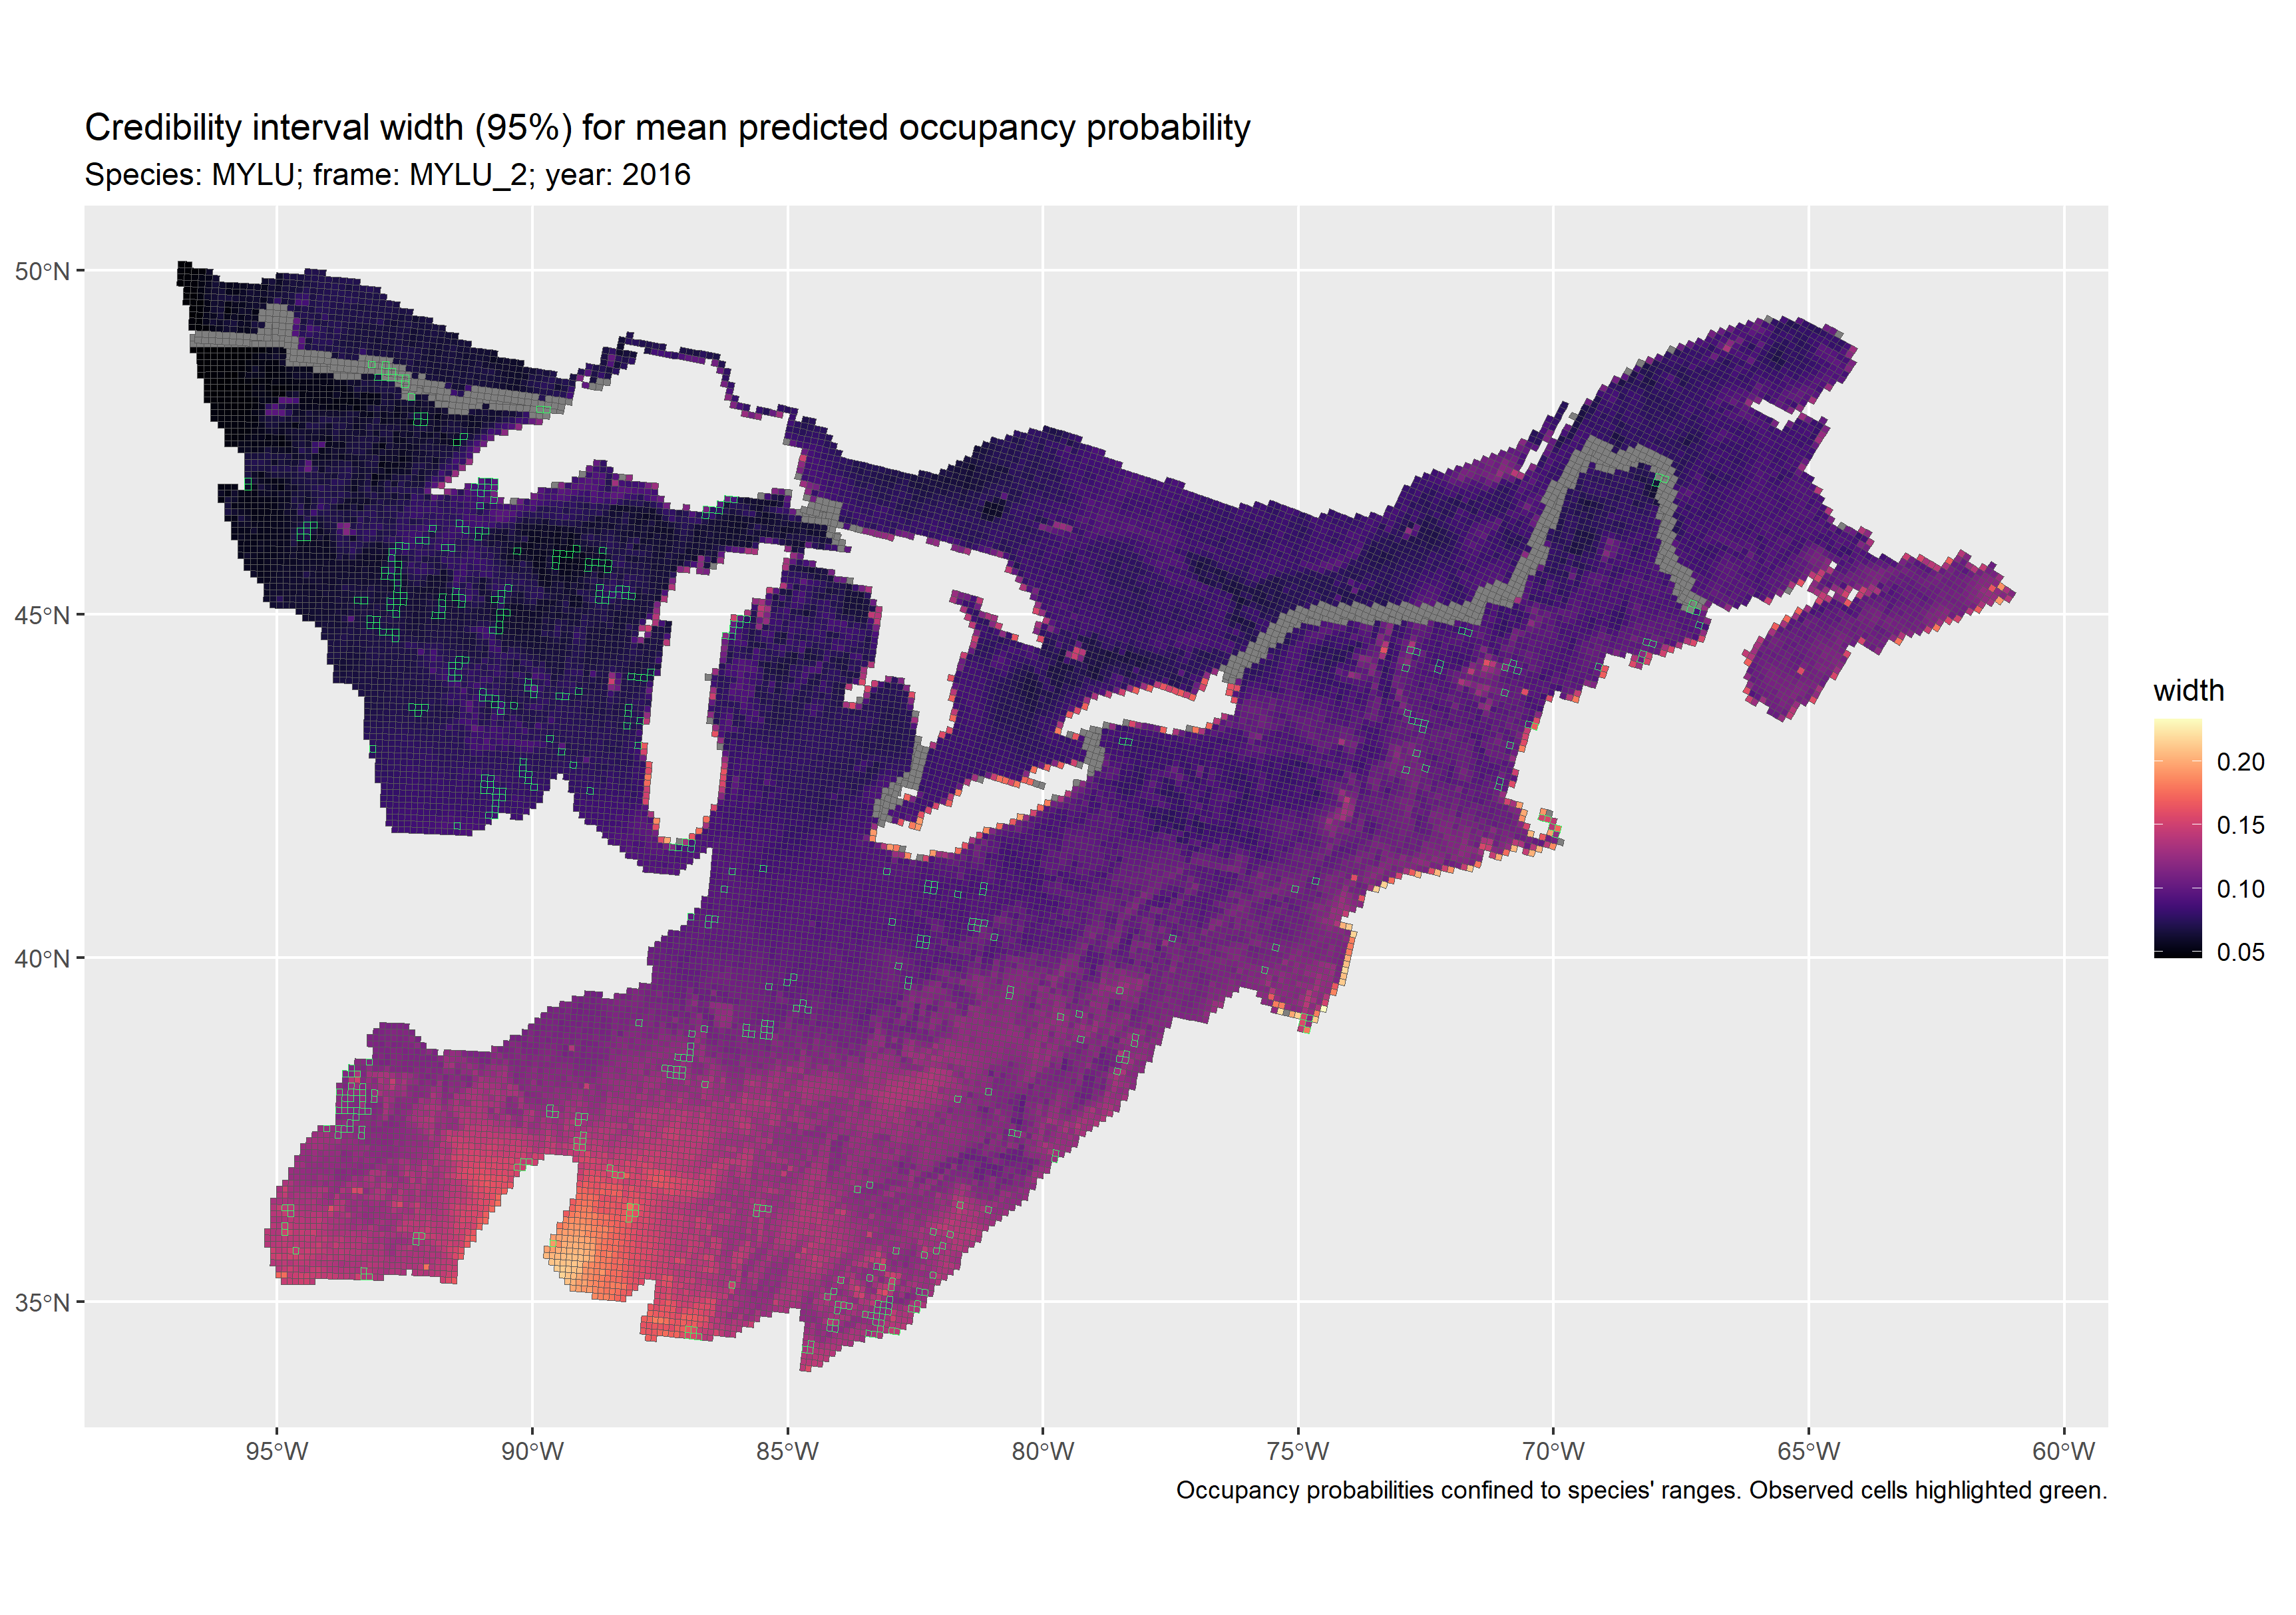 Credibility interval width (95%) for mean predicted occupancy probability
Species: MYLU; frame: MYLU_2; year: 2016
50°N
45°N
40°N
35°N
95°W
90°W
85°W
80°W
75°W
70°W
65°W
60°W
width
0.20
0.15
0.10
0.05
Occupancy probabilities confined to species' ranges. Observed cells highlighted green.